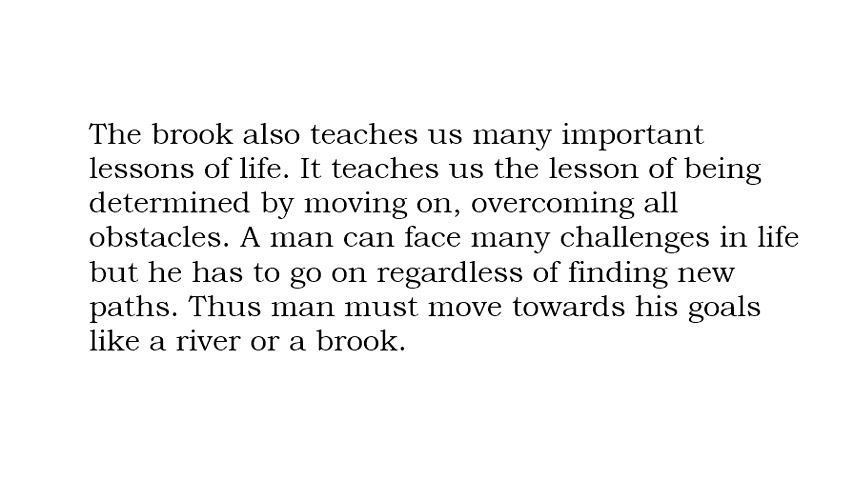 The brook also teaches us many important
lessons of life. It teaches us the lesson of being
determined by moving on, overcoming all
obstacles. A man can face many challenges in life
but he has to go on regardless of finding new
paths. Thus man must move towards his goals
like a river or a brook.